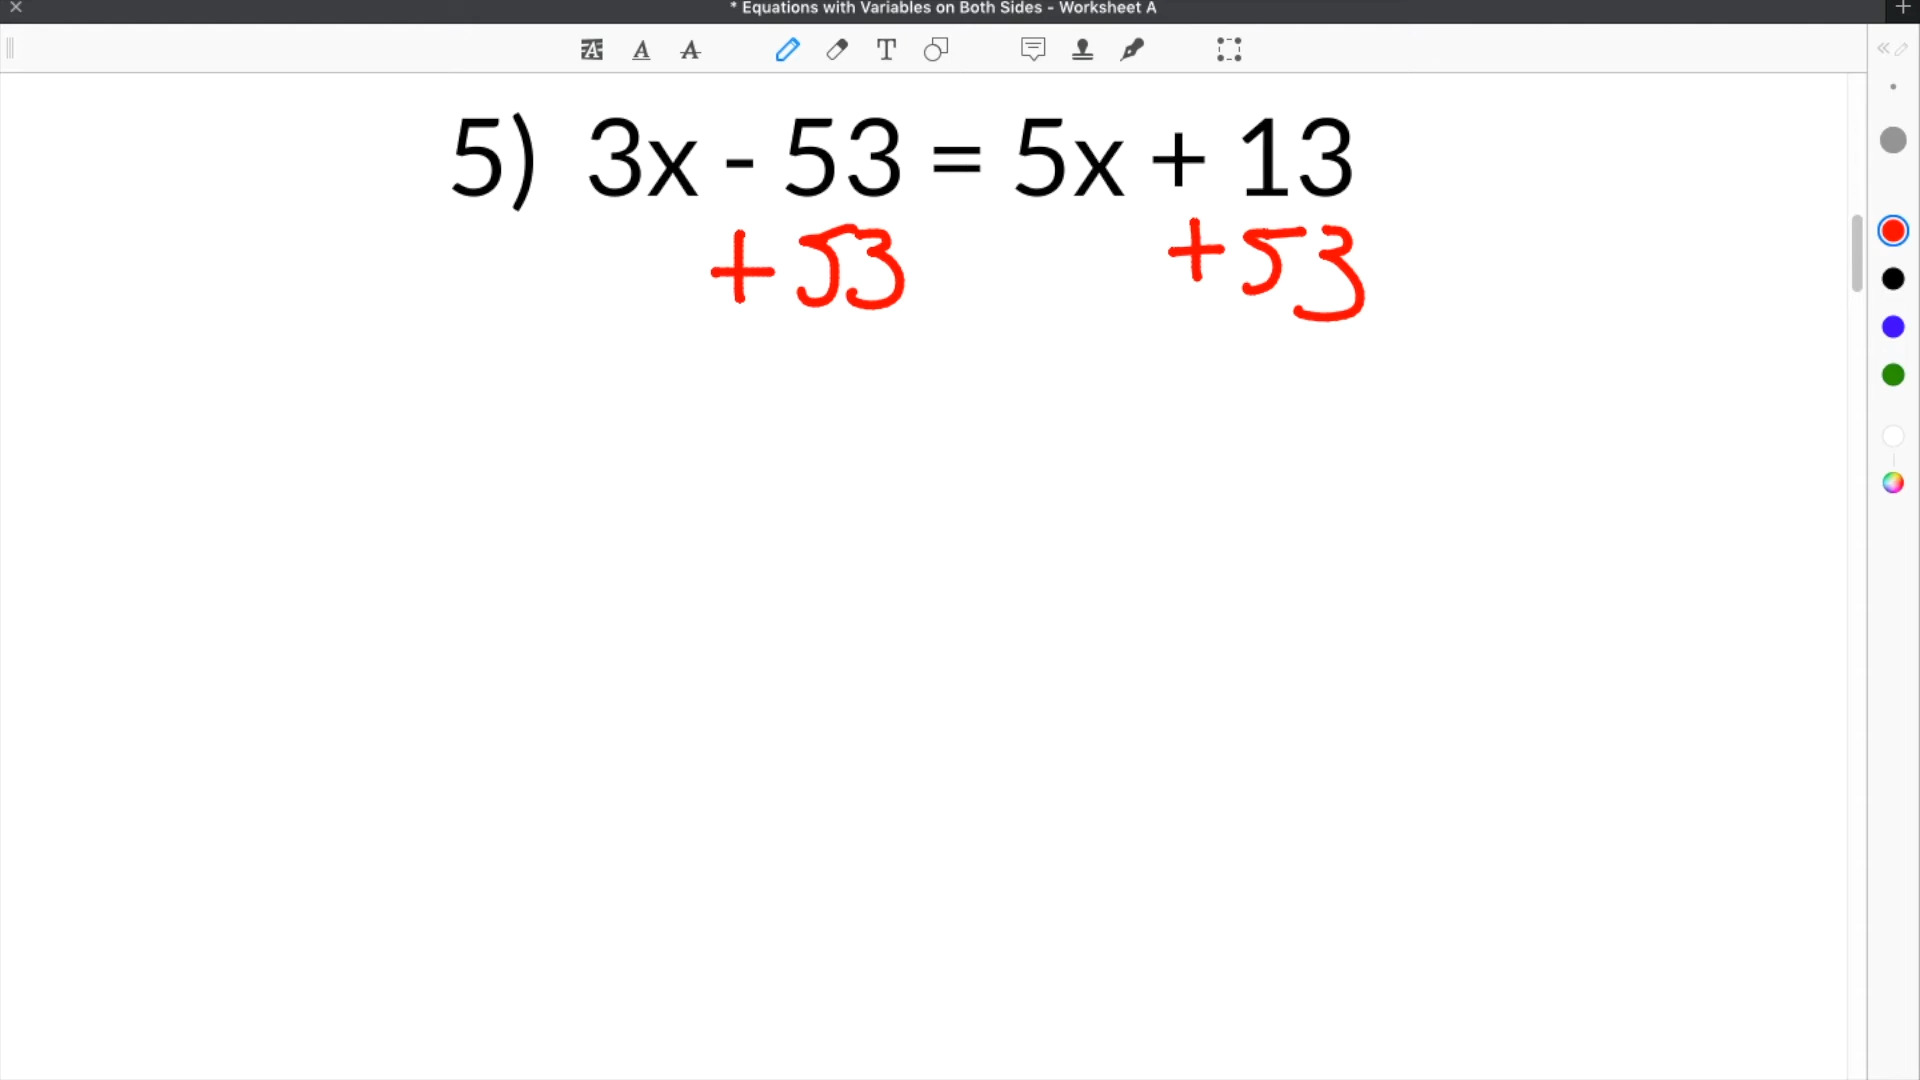 * Equations with Variables on Both Sides - Worksheet A
5) 3x - 53 = 5x + 13
+53 +53